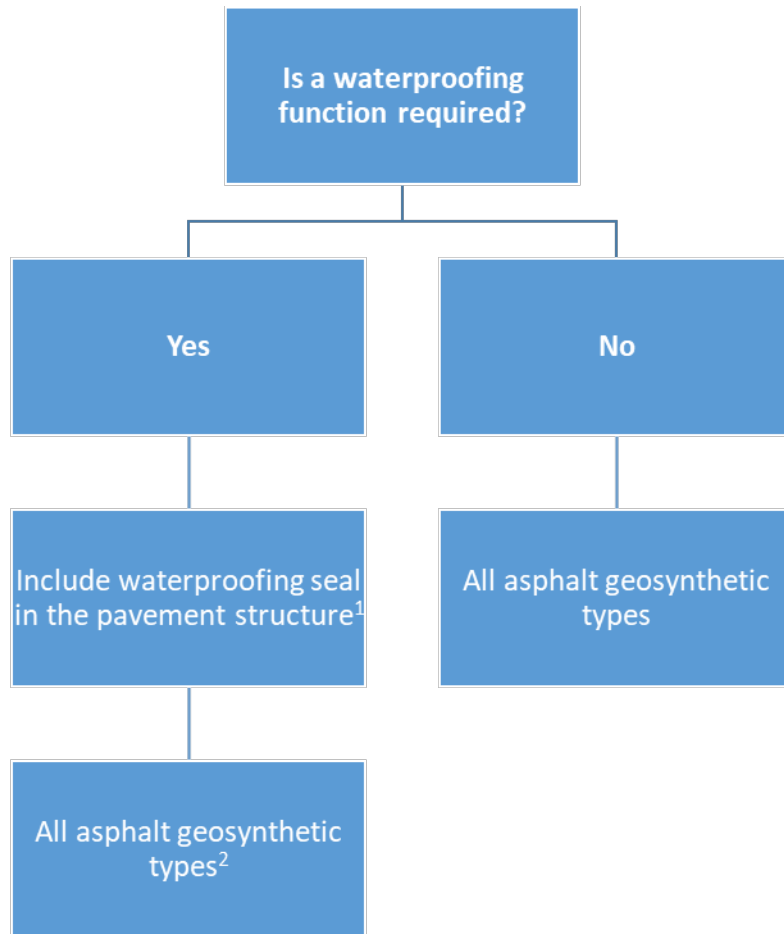 Is a waterproofing
function required?
Yes
No
Include waterproofing seal
in the pavement structure¹
All asphalt geosynthetic
types
All asphalt geosynthetic
types²